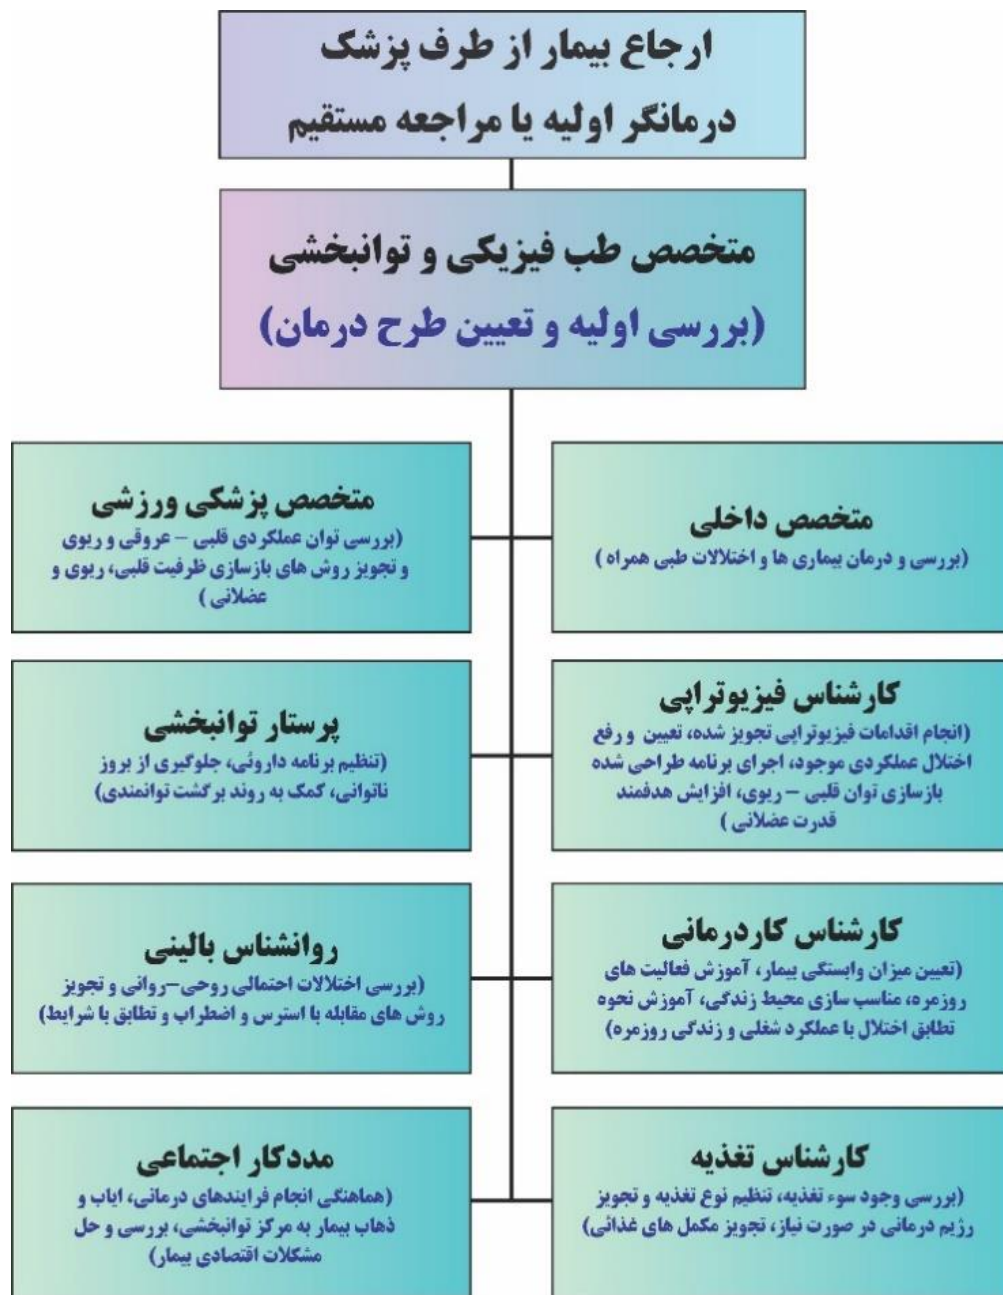 ارجاع بیمار از طرف پزشک
درمانگر اولیه یا مراجعه مستقیم
متخصص طب فیزیکی و توانبخشی
(بررسی اولیه و تعیین طرح درمان)
متخصص داخلی
(بررسی و درمان بیماری ها و اختلالات طبی همراه )
متخصص پزشکی ورزشی
(بررسی توان عملکردی قلبی – عروقی و ریوی
و تجویز روش های بازسازی ظرفیت قلبی، ریوی و
عضلانی )
کارشناس فیزیوتراپی
(انجام اقدامات فیزیوتراپی تجویز شده، تعیین و رفع
اختلال عملکردی موجود، اجرای برنامه طراحی شده
بازسازی توان قلبی – ریوی، افزایش هدفمند
قدرت عضلانی )
پرستار توانبخشی
(تنظیم برنامه داروئی، جلوگیری از بروز
ناتوانی، کمک به روند برگشت توانمندی)
کارشناس کاردرمانی
(تعیین میزان وابستگی بیمار، آموزش فعالیت های
روزمره، مناسب سازی محیط زندگی، آموزش نحوه
تطابق اختلال با عملکرد شغلی و زندگی روزمره)
روانشناس بالینی
(بررسی اختلالات احتمالی روحی–روانی و تجویز
روش های مقابله با استرس و اضطراب و تطابق با شرایط)
کارشناس تغذیه
(بررسی وجود سوء تغذیه، تنظیم نوع تغذیه و تجویز
رژیم درمانی در صورت نیاز، تجویز مکمل های غذائی)
مددکار اجتماعی
(هماهنگی انجام فرایندهای درمانی، ایاب و
ذهاب بیمار به مرکز توانبخشی، بررسی و حل
مشکلات اقتصادی بیمار)